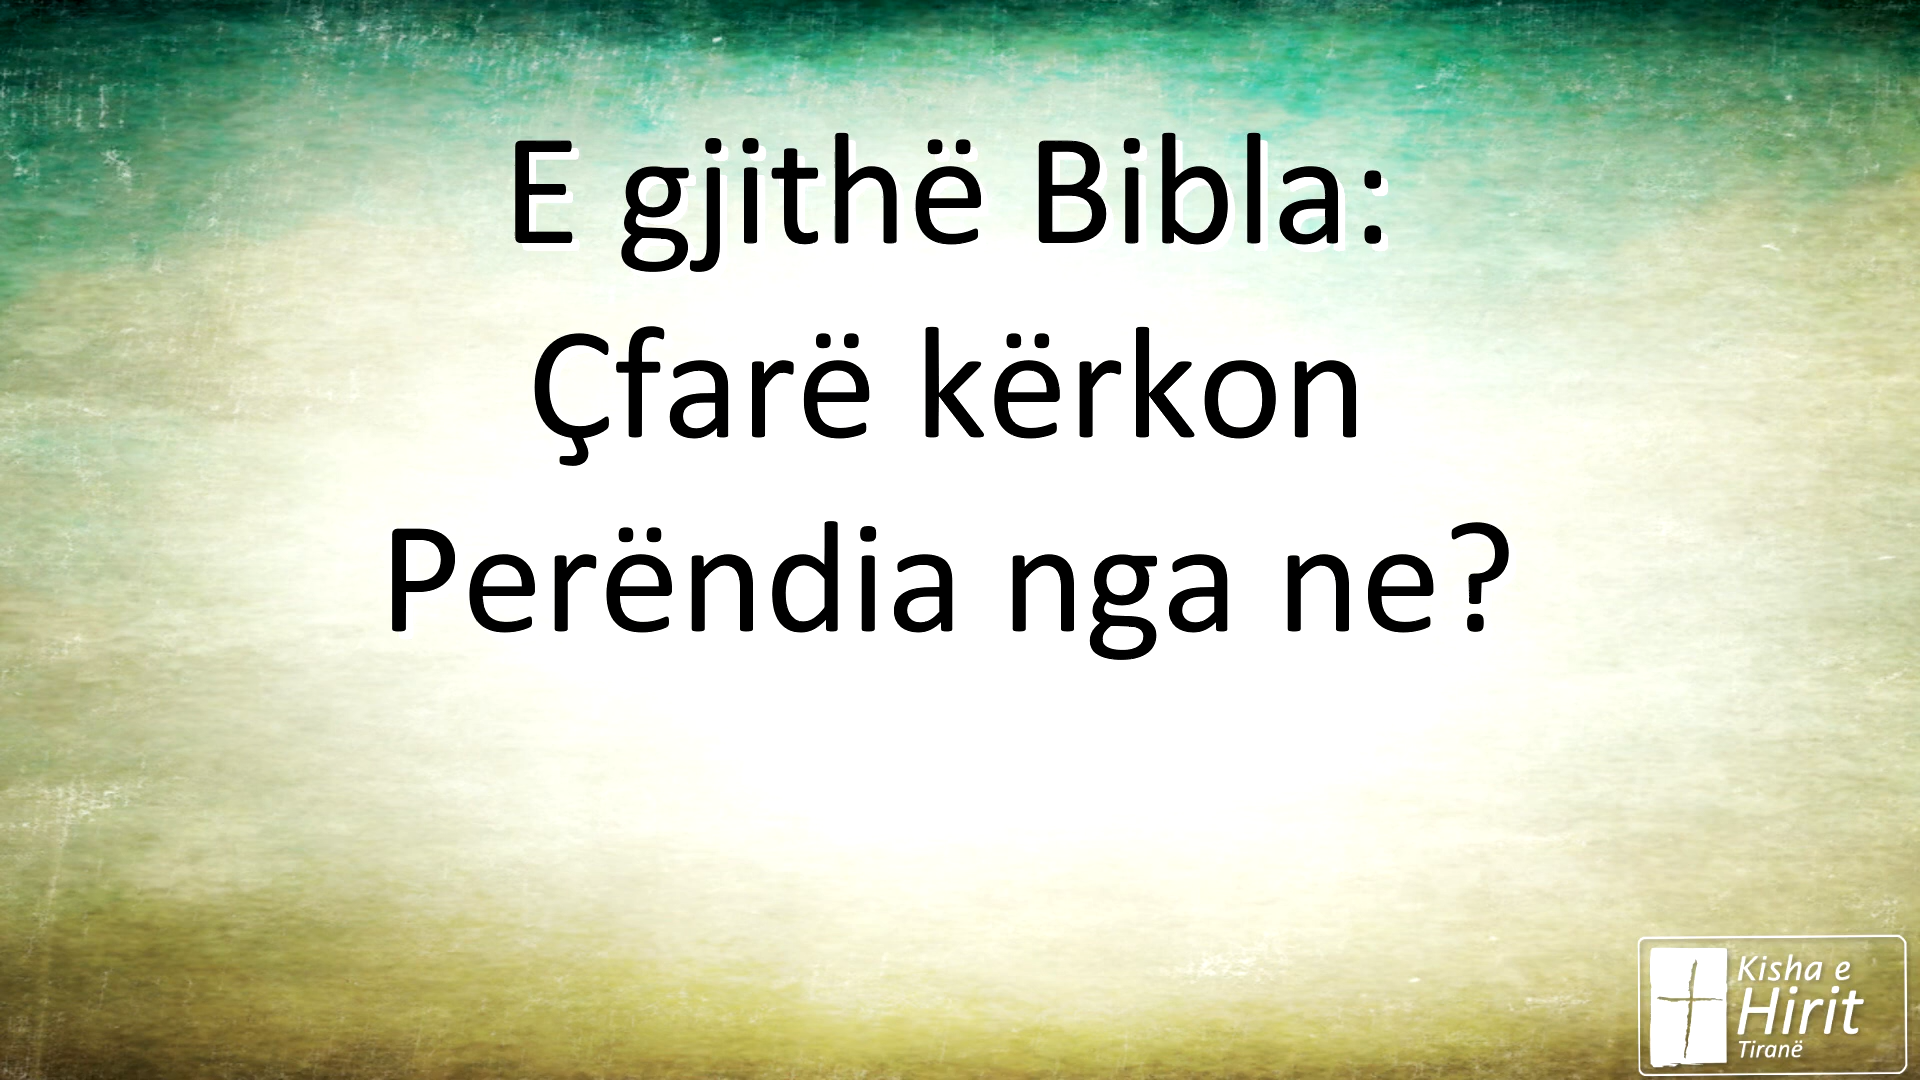 E gjithë Bibla:
Çfarë kërkon
Perëndia nga ne?
Kisha e
Hirit
Tiranë